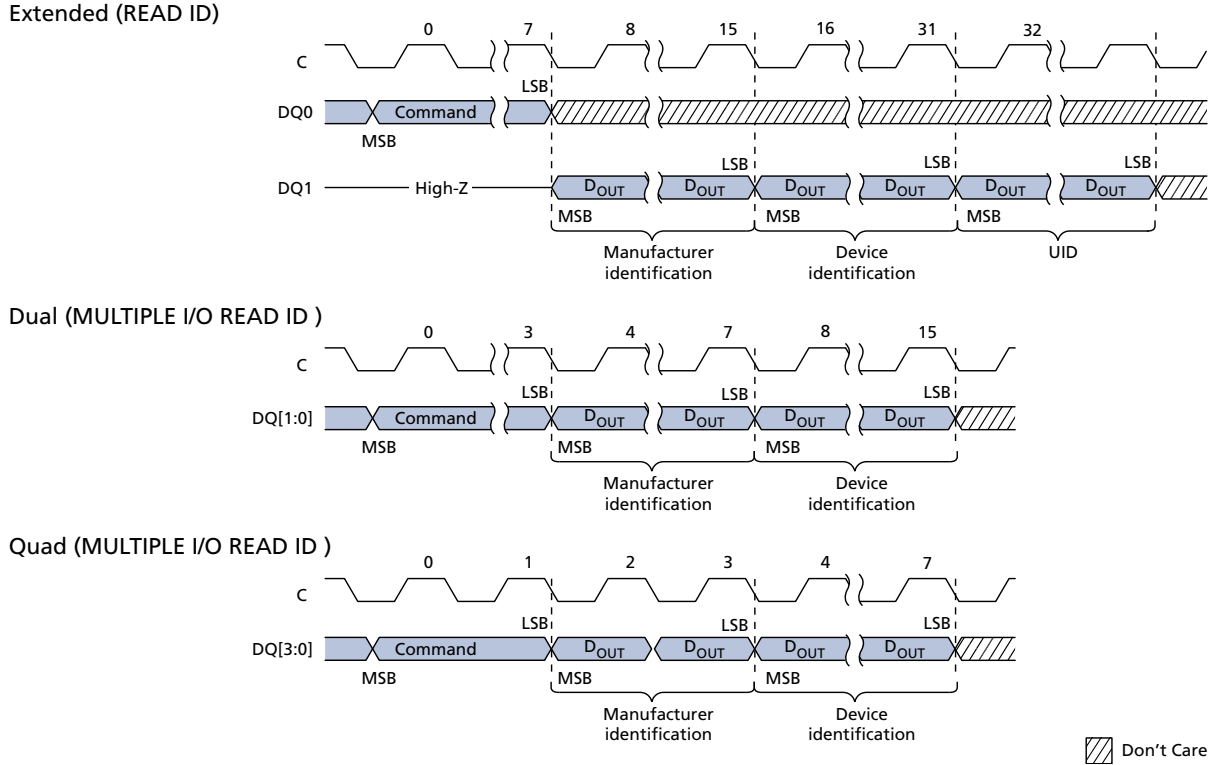 Extended (READ ID)
0 7 8 15 16 31 32
C
LSB
DQ0 Command
MSB
LSB LSB LSB
DQ1 High-Z DOUT DOUT DOUT DOUT DOUT DOUT
MSB MSB MSB
Manufacturer identification Device identification UID
Dual (MULTIPLE I/O READ ID )
0 3 4 7 8 15
C
LSB LSB LSB
DQ[1:0] Command DOUT DOUT DOUT DOUT
MSB MSB MSB
Manufacturer identification Device identification
Quad (MULTIPLE I/O READ ID )
0 1 2 3 4 7
C
LSB LSB LSB
DQ[3:0] Command DOUT DOUT DOUT DOUT
MSB MSB MSB
Manufacturer identification Device identification
Don't Care